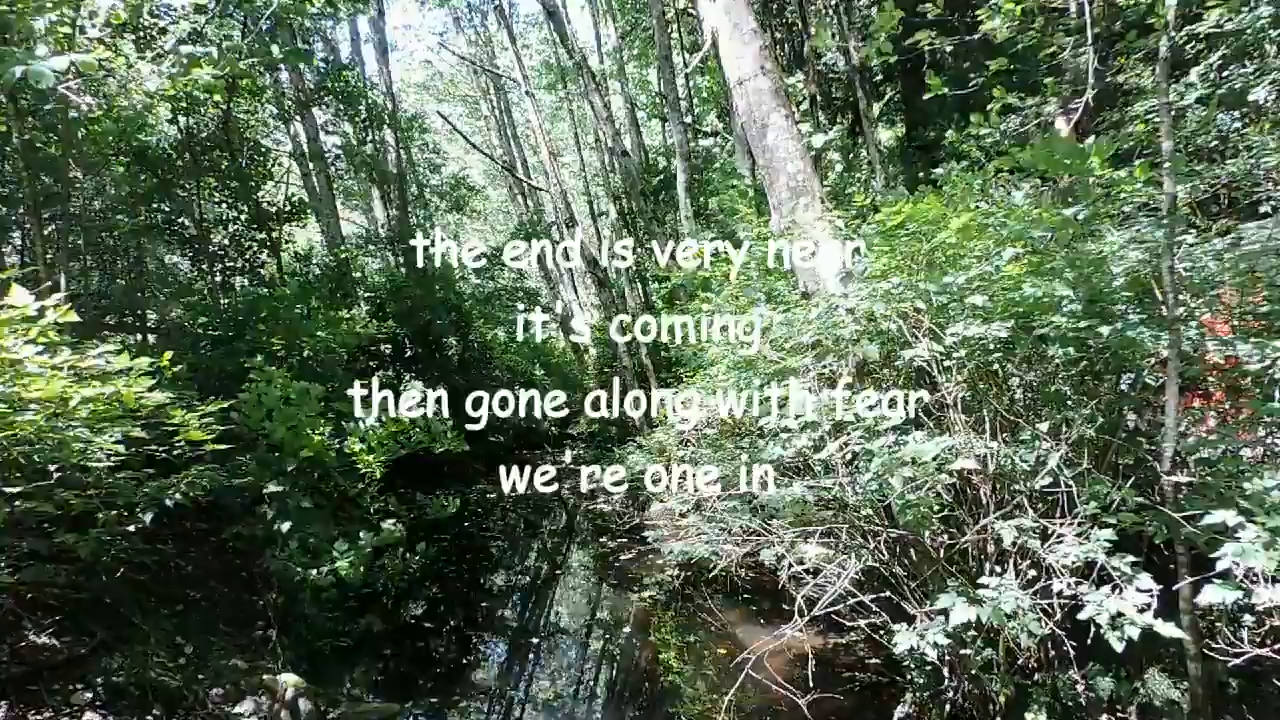 the end is very near
it's coming
then gone along with fear
we're one in